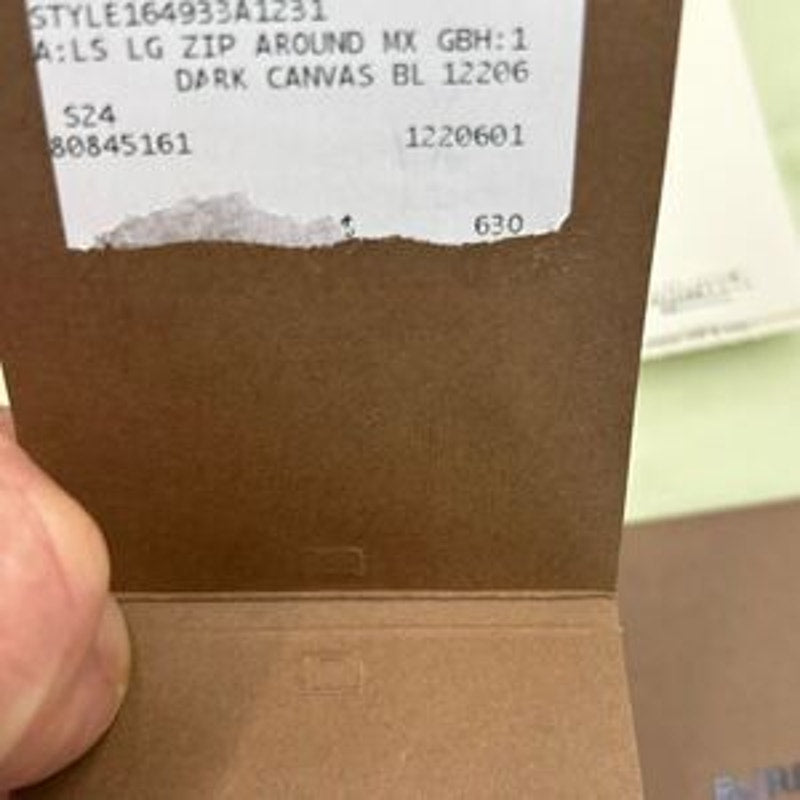 STYLE164933A1231
A:LS LG ZIP AROUND MX GBH:1
DARK CANVAS BL 12206
S24
80845161 1220601
$ 630